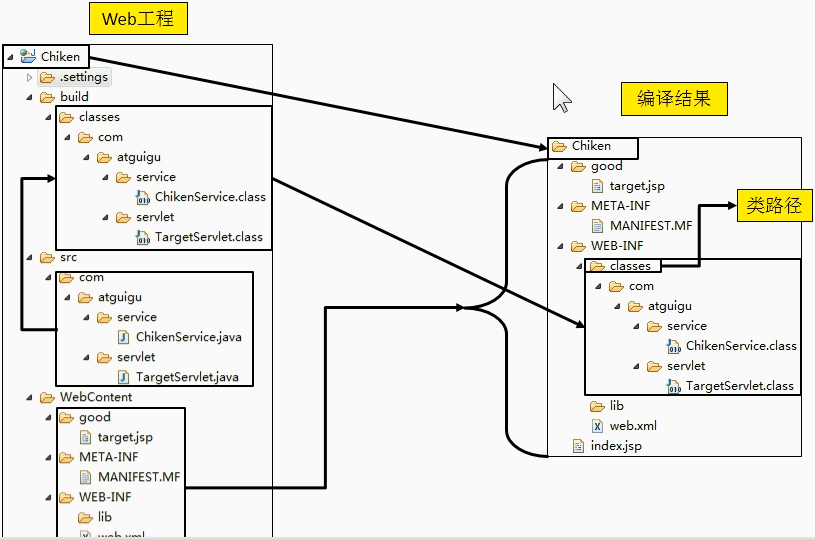 Web工程
Chiken
.settings
build
classes
com
atguigu
service
ChikenService.class
servlet
TargetServlet.class
src
com
atguigu
service
ChikenService.java
servlet
TargetServlet.java
WebContent
good
target.jsp
META-INF
MANIFEST.MF
WEB-INF
lib
web.xml
编译结果
Chiken
good
target.jsp
META-INF
MANIFEST.MF
WEB-INF
类路径
classes
com
atguigu
service
ChikenService.class
servlet
TargetServlet.class
lib
web.xml
index.jsp